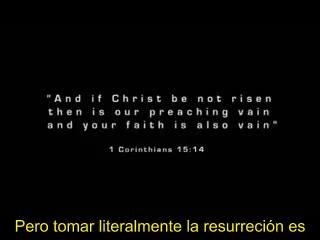 "And if Christ be not risen
then is our preaching vain
and your faith is also vain"
1 Corinthians 15:14
Pero tomar literalmente la resurreción es